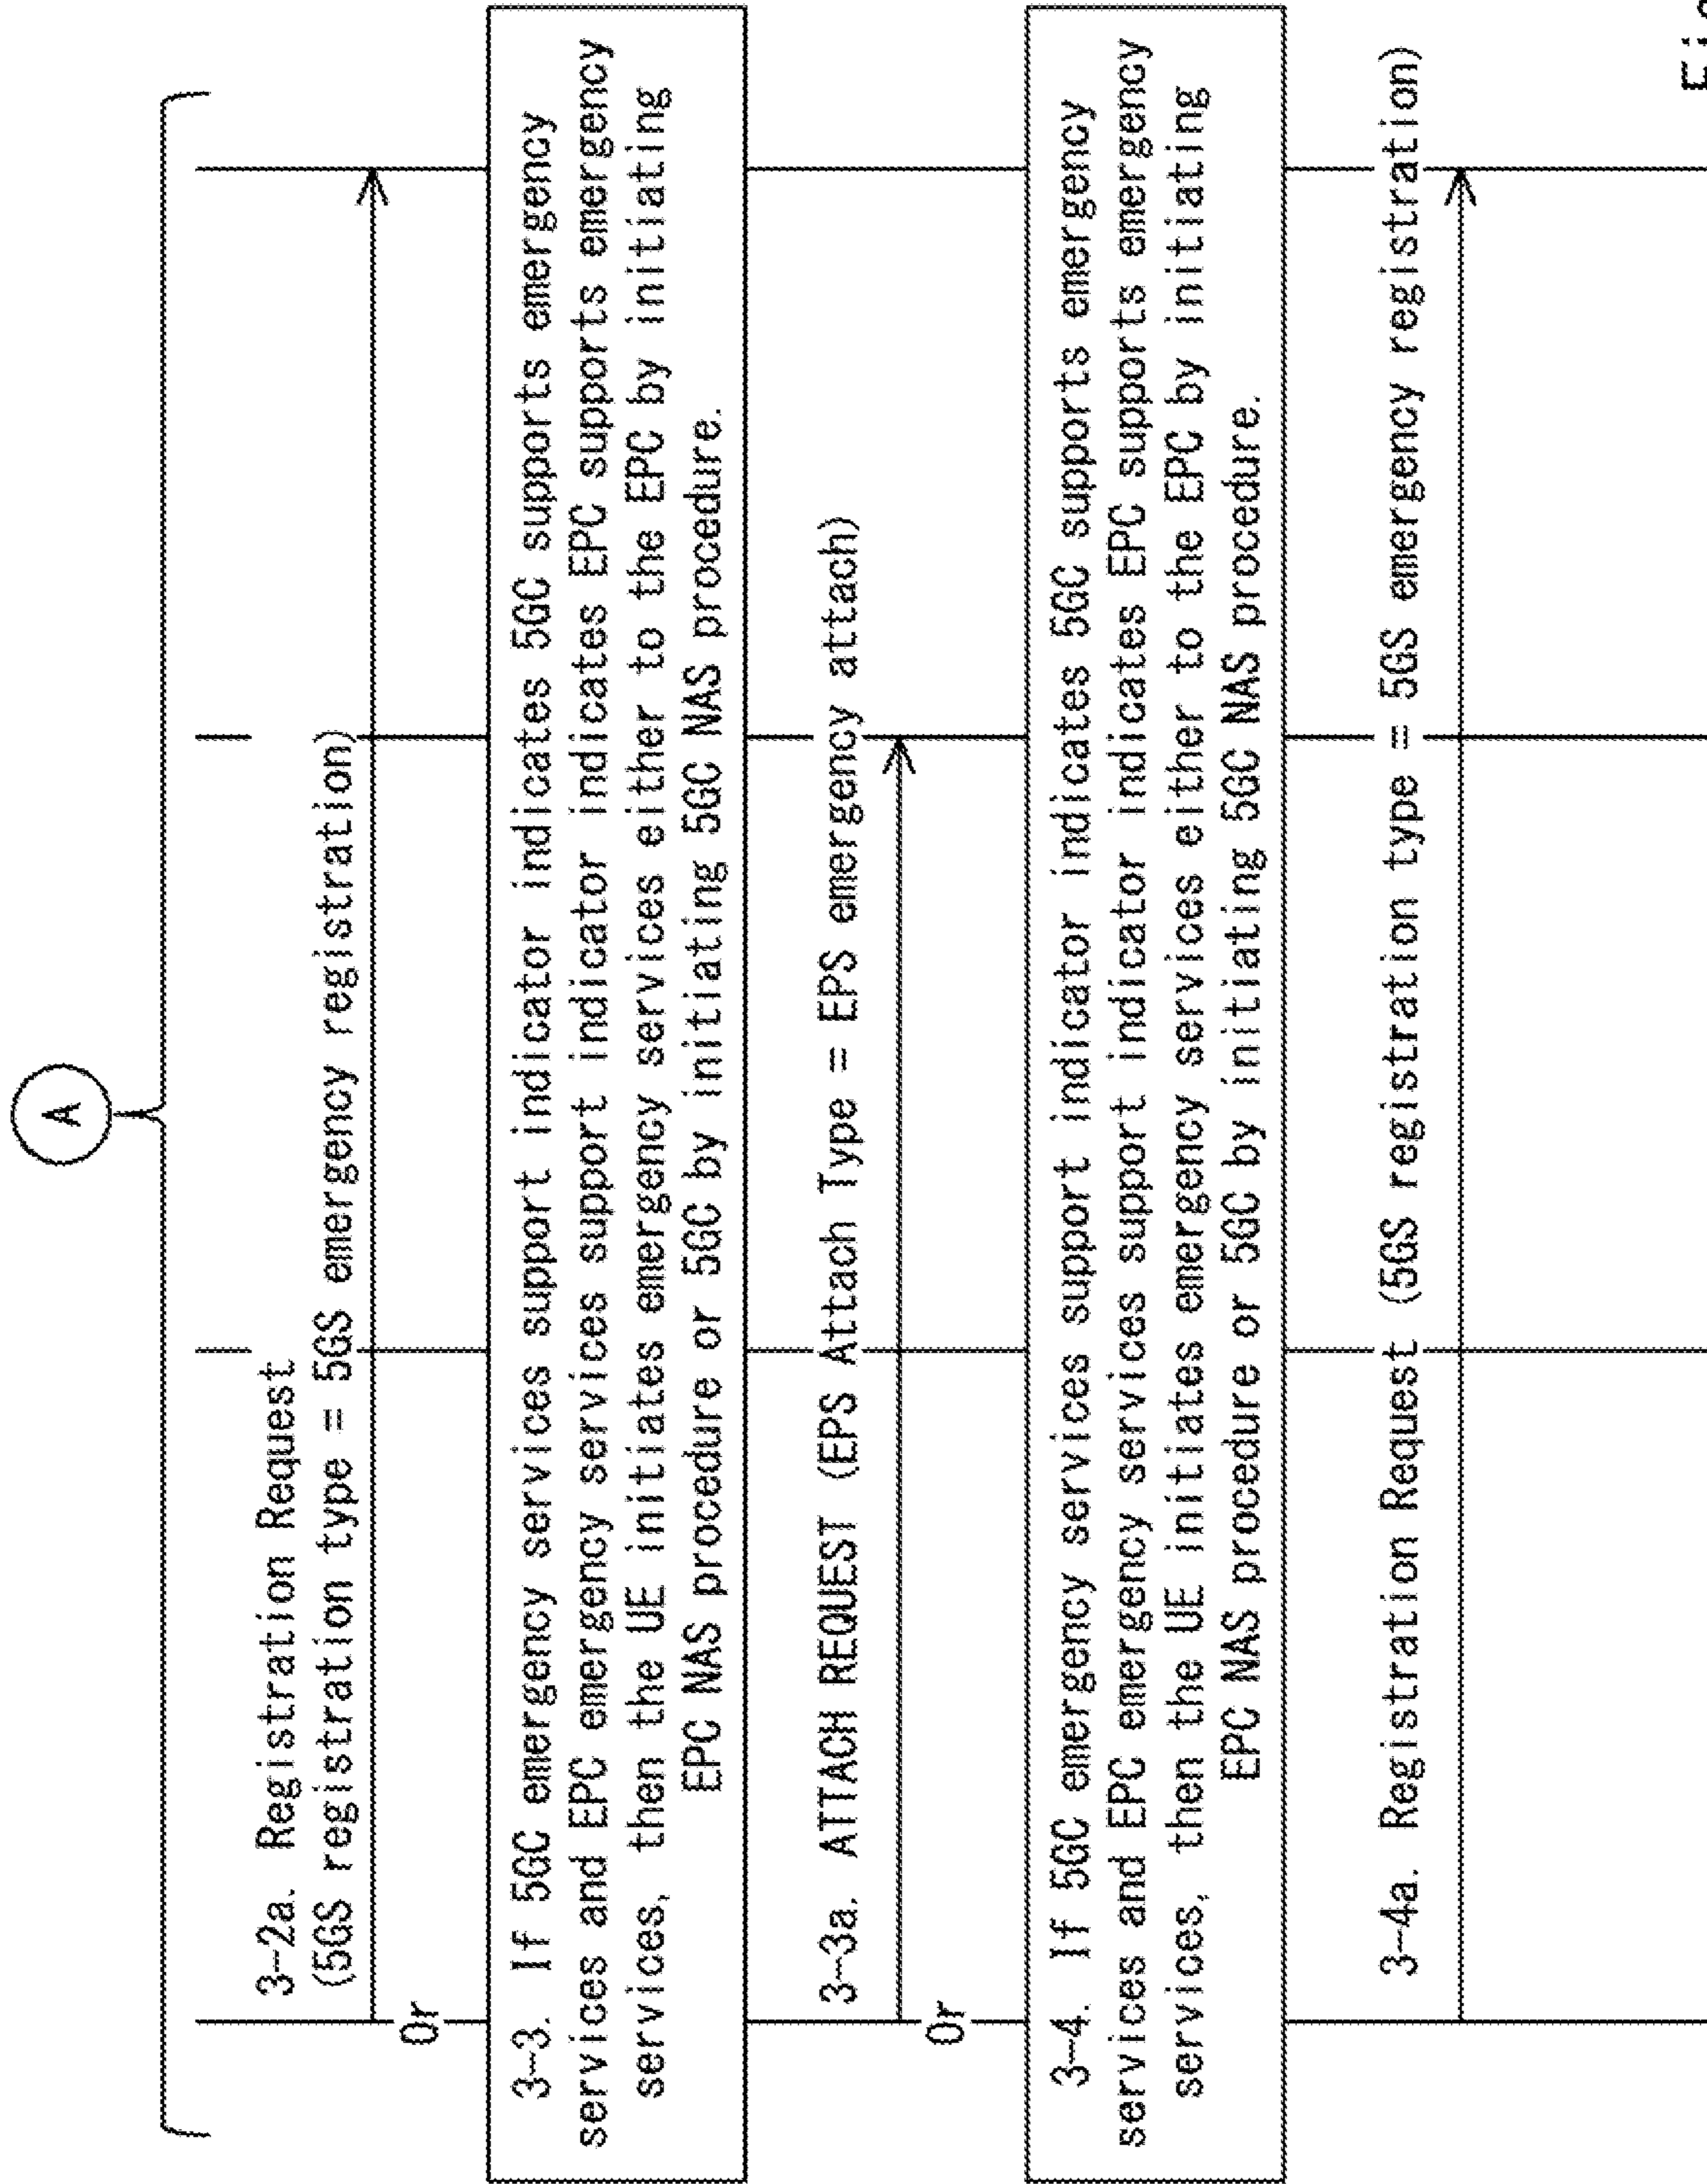 A
3-2a. Registration Request
(5GS registration type = 5GS emergency registration)
Or
3-3. If 5GC emergency services support indicator indicates 5GC supports emergency
services and EPC emergency services support indicator indicates EPC supports emergency
services, then the UE initiates emergency services either to the EPC by initiating
EPC NAS procedure or 5GC by initiating 5GC NAS procedure.
3-3a. ATTACH REQUEST (EPS Attach Type = EPS emergency attach)
Or
3-4. If 5GC emergency services support indicator indicates 5GC supports emergency
services and EPC emergency services support indicator indicates EPC supports emergency
services, then the UE initiates emergency services either to the EPC by initiating
EPC NAS procedure or 5GC by initiating 5GC NAS procedure.
3-4a. Registration Request (5GS registration type = 5GS emergency registration)